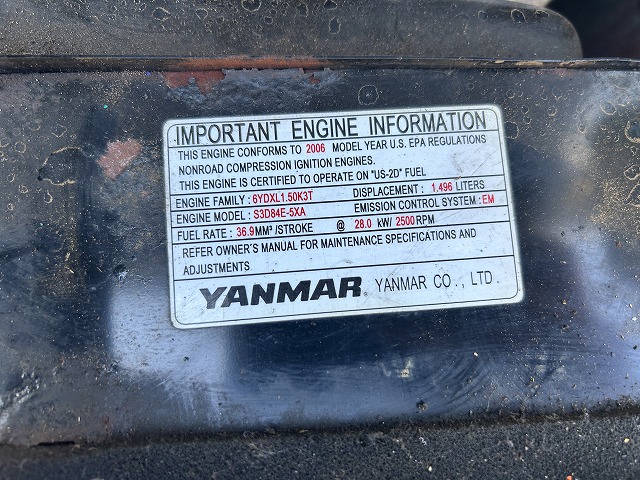 IMPORTANT ENGINE INFORMATION
THIS ENGINE CONFORMS TO 2006 MODEL YEAR U.S. EPA REGULATIONS
NONROAD COMPRESSION IGNITION ENGINES.
THIS ENGINE IS CERTIFIED TO OPERATE ON "US-2D" FUEL
ENGINE FAMILY : 6YDXL1.50K3T DISPLACEMENT : 1.496 LITERS
ENGINE MODEL : S3D84E-5XA EMISSION CONTROL SYSTEM : EM
FUEL RATE : 36.9MM³ /STROKE @ 28.0 kW/ 2500RPM
REFER OWNER'S MANUAL FOR MAINTENANCE SPECIFICATIONS AND
ADJUSTMENTS
YANMAR® YANMAR CO., LTD.